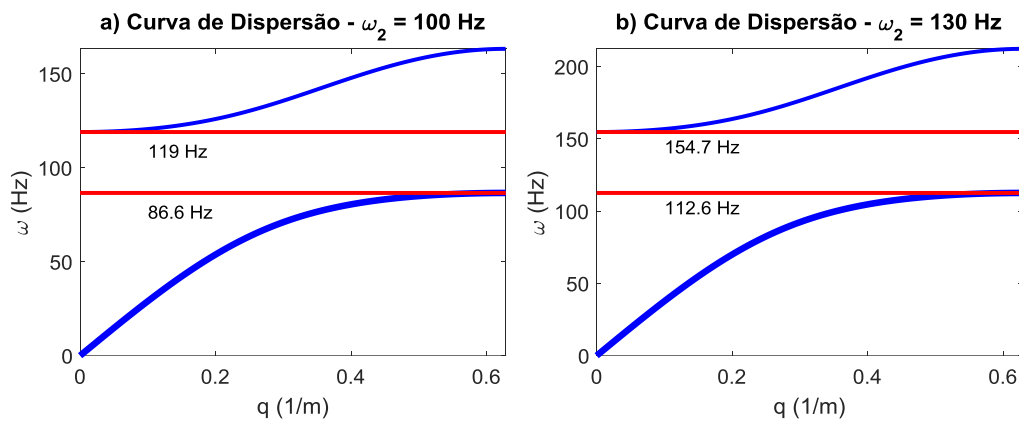 a) Curva de Dispersão - ω₂ = 100 Hz
150
100
50
0
ω (Hz)
119 Hz
86.6 Hz
0
0.2
0.4
0.6
q (1/m)
b) Curva de Dispersão - ω₂ = 130 Hz
200
150
100
50
0
ω (Hz)
154.7 Hz
112.6 Hz
0
0.2
0.4
0.6
q (1/m)